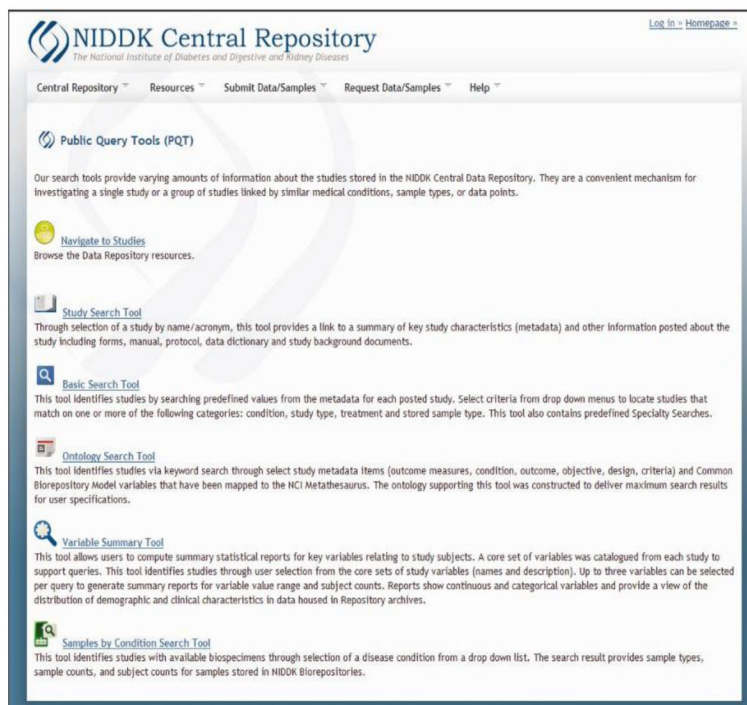 Log in » Homepage »
NIDDK Central Repository
The National Institute of Diabetes and Digestive and Kidney Diseases
Central Repository Resources Submit Data/Samples Request Data/Samples Help
Public Query Tools (PQT)
Our search tools provide varying amounts of information about the studies stored in the NIDDK Central Data Repository. They are a convenient mechanism for
investigating a single study or a group of studies linked by similar medical conditions, sample types, or data points.
Navigate to Studies
Browse the Data Repository resources.
Study Search Tool
Through selection of a study by name/acronym, this tool provides a link to a summary of key study characteristics (metadata) and other information posted about the
study including forms, manual, protocol, data dictionary and study background documents.
Basic Search Tool
This tool identifies studies by searching predefined values from the metadata for each posted study. Select criteria from drop down menus to locate studies that
match on one or more of the following categories: condition, study type, treatment and stored sample type. This tool also contains predefined Specialty Searches.
Ontology Search Tool
This tool identifies studies via keyword search through select study metadata items (outcome measures, condition, outcome, objective, design, criteria) and Common
Biorepository Model variables that have been mapped to the NCI Metathesaurus. The ontology supporting this tool was constructed to deliver maximum search results
for user specifications.
Variable Summary Tool
This tool allows users to compute summary statistical reports for key variables relating to study subjects. A core set of variables was catalogued from each study to
support queries. This tool identifies studies through user selection from the core sets of study variables (names and description). Up to three variables can be selected
per query to generate summary reports for variable value range and subject counts. Reports show continuous and categorical variables and provide a view of the
distribution of demographic and clinical characteristics in data housed in Repository archives.
Samples by Condition Search Tool
This tool identifies studies with available biospecimens through selection of a disease condition from a drop down list. The search result provides sample types,
sample counts, and subject counts for samples stored in NIDDK Biorepositories.